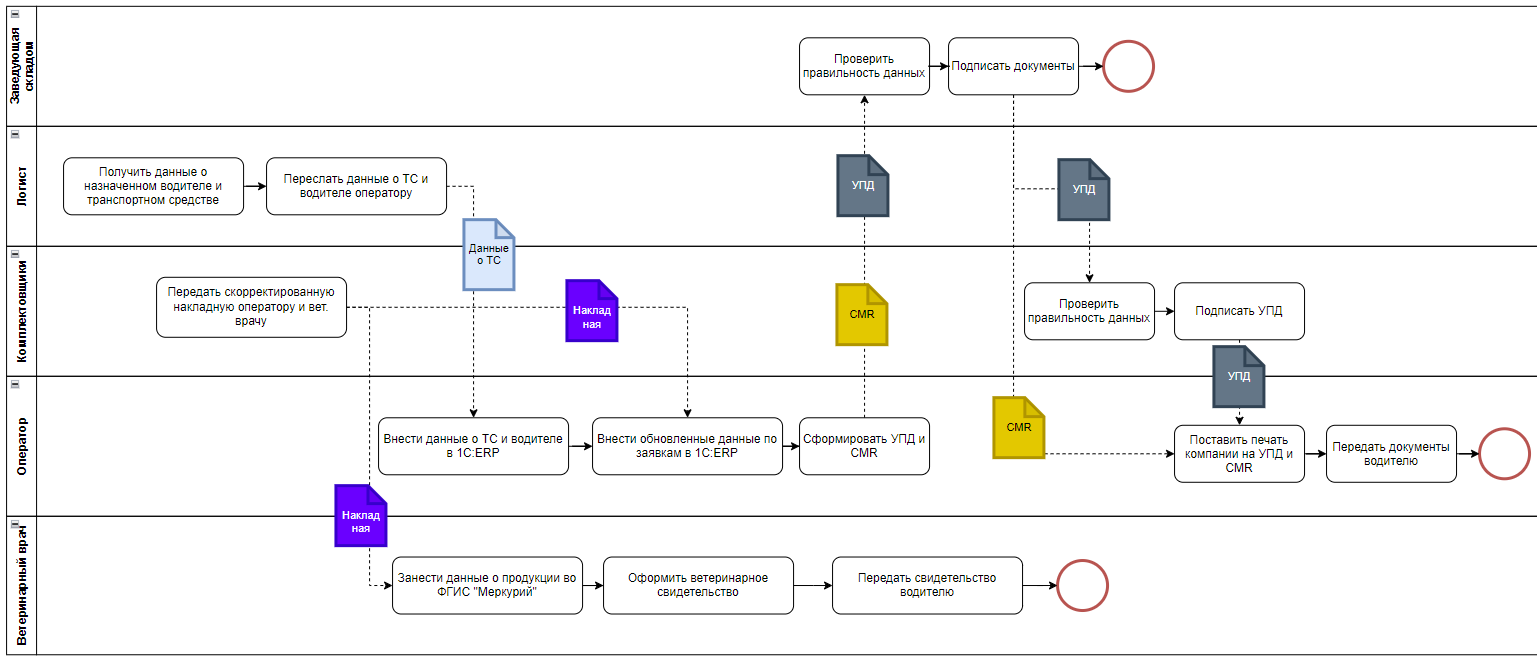 Заведующая
складом
Проверить
правильность данных
Подписать документы
Логист
Получить данные о
назначенном водителе и
транспортном средстве
Переслать данные о ТС и
водителе оператору
УПД
УПД
Комплектовщики
Данные
о ТС
Передать скорректированную
накладную оператору и вет.
врачу
Наклад
ная
CMR
Проверить
правильность данных
Подписать УПД
УПД
Оператор
Внести данные о ТС и водителе
в 1С:ERP
Внести обновленные данные по
заявкам в 1С:ERP
Сформировать УПД и
CMR
CMR
Поставить печать
компании на УПД и
CMR
Передать документы
водителю
Наклад
ная
Ветеринарный врач
Занести данные о продукции во
ФГИС "Меркурий"
Оформить ветеринарное
свидетельство
Передать свидетельство
водителю